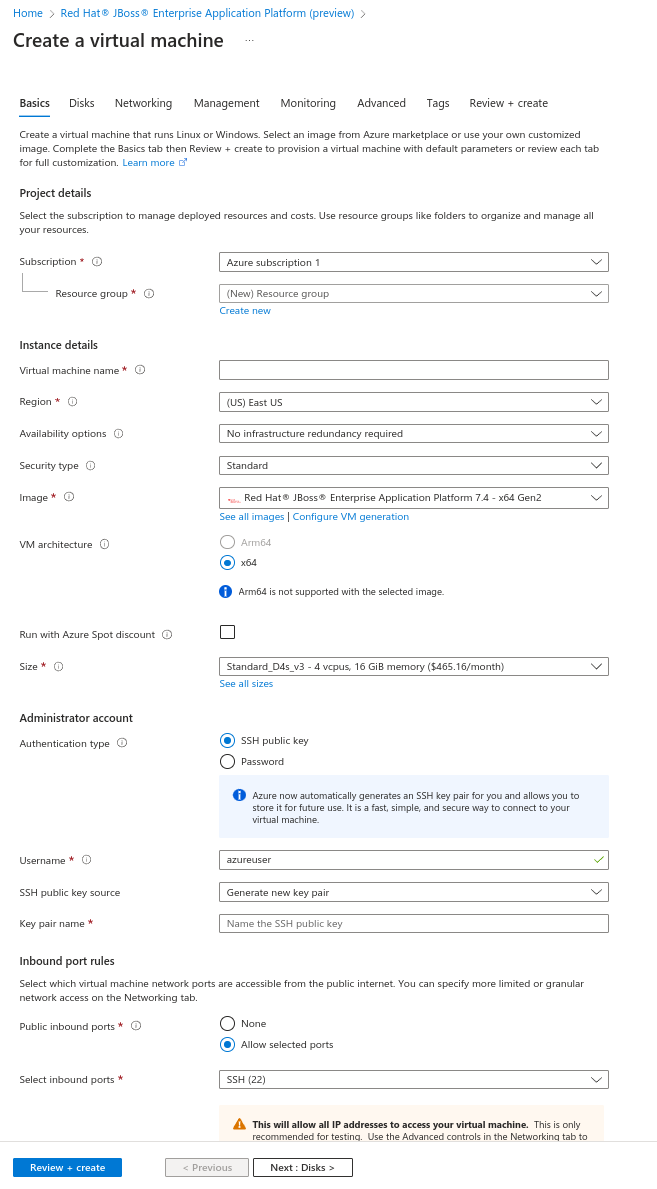 Home > Red Hat® JBoss® Enterprise Application Platform (preview) >
Create a virtual machine ...
Basics Disks Networking Management Monitoring Advanced Tags Review + create
Create a virtual machine that runs Linux or Windows. Select an image from Azure marketplace or use your own customized
image. Complete the Basics tab then Review + create to provision a virtual machine with default parameters or review each tab
for full customization. Learn more
Project details
Select the subscription to manage deployed resources and costs. Use resource groups like folders to organize and manage all
your resources.
Subscription * Azure subscription 1
Resource group * (New) Resource group
Create new
Instance details
Virtual machine name *
Region * (US) East US
Availability options No infrastructure redundancy required
Security type Standard
Image * Red Hat® JBoss® Enterprise Application Platform 7.4 - x64 Gen2
See all images | Configure VM generation
VM architecture Arm64
x64
Arm64 is not supported with the selected image.
Run with Azure Spot discount
Size * Standard_D4s_v3 - 4 vcpus, 16 GiB memory ($465.16/month)
See all sizes
Administrator account
Authentication type SSH public key
Password
Azure now automatically generates an SSH key pair for you and allows you to
store it for future use. It is a fast, simple, and secure way to connect to your
virtual machine.
Username * azureuser
SSH public key source Generate new key pair
Key pair name * Name the SSH public key
Inbound port rules
Select which virtual machine network ports are accessible from the public internet. You can specify more limited or granular
network access on the Networking tab.
Public inbound ports * None
Allow selected ports
Select inbound ports * SSH (22)
This will allow all IP addresses to access your virtual machine. This is only
recommended for testing. Use the Advanced controls in the Networking tab to
Review + create < Previous Next : Disks >